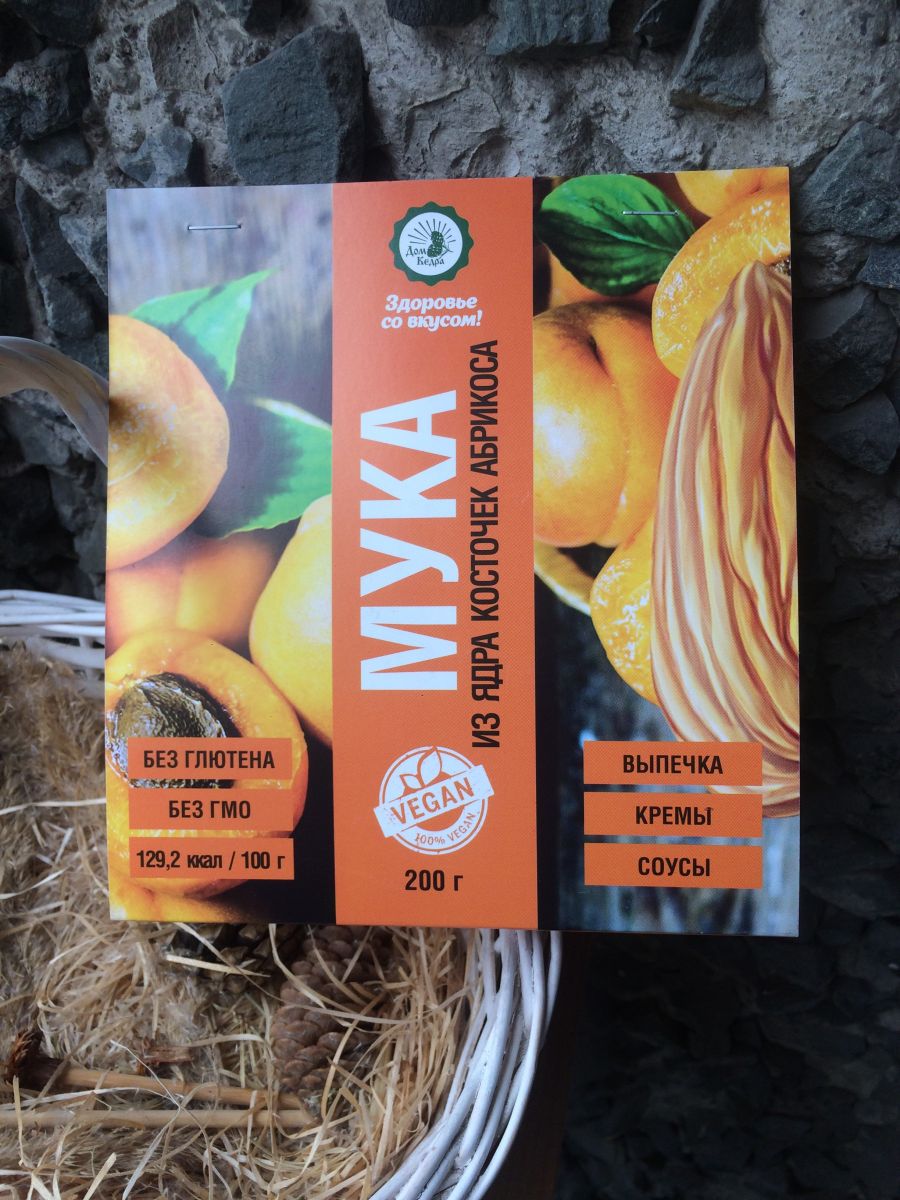 Дом
Кедра
Здоровье
со вкусом!
МУКА
ИЗ ЯДРА КОСТОЧЕК АБРИКОСА
БЕЗ ГЛЮТЕНА
БЕЗ ГМО
129,2 ккал / 100 г
VEGAN
100% VEGAN
200 г
ВЫПЕЧКА
КРЕМЫ
СОУСЫ